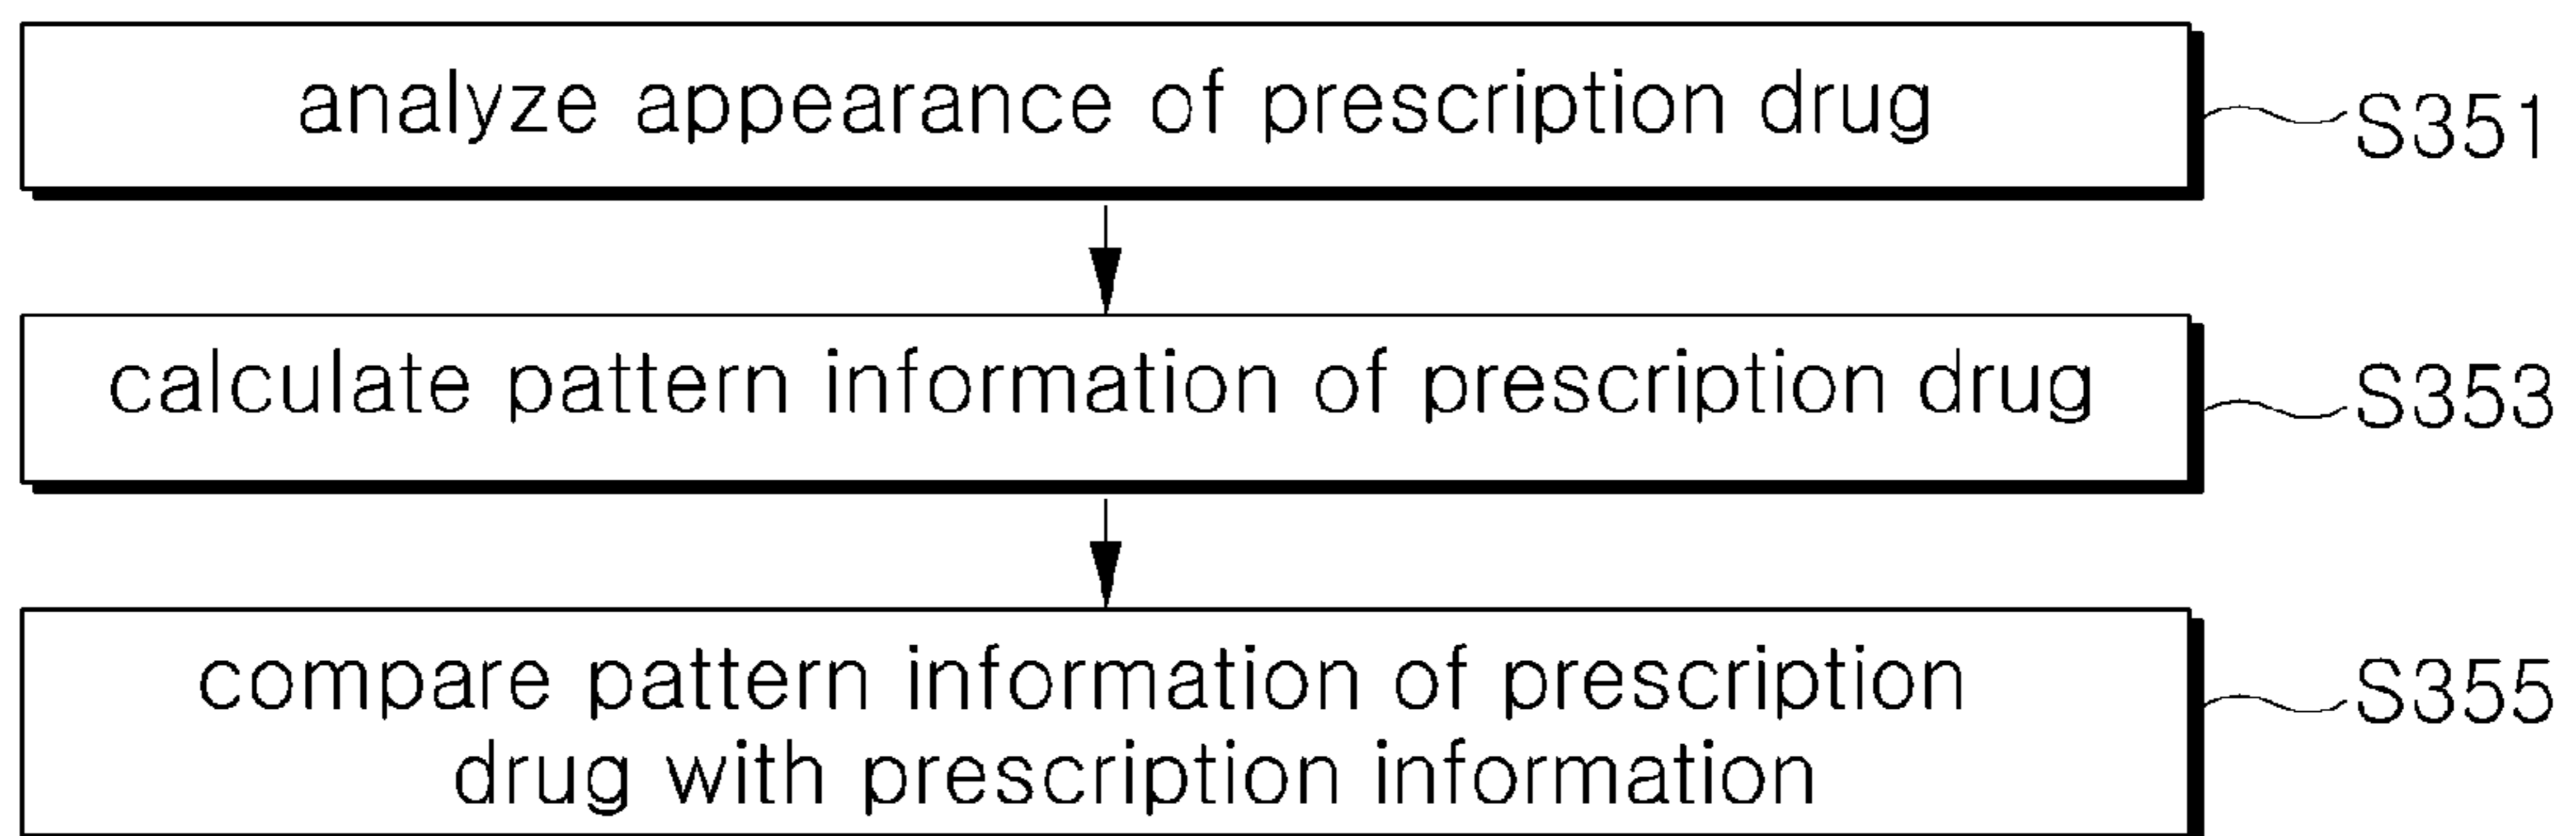 analyze appearance of prescription drug
S351
calculate pattern information of prescription drug
S353
compare pattern information of prescription
drug with prescription information
S355